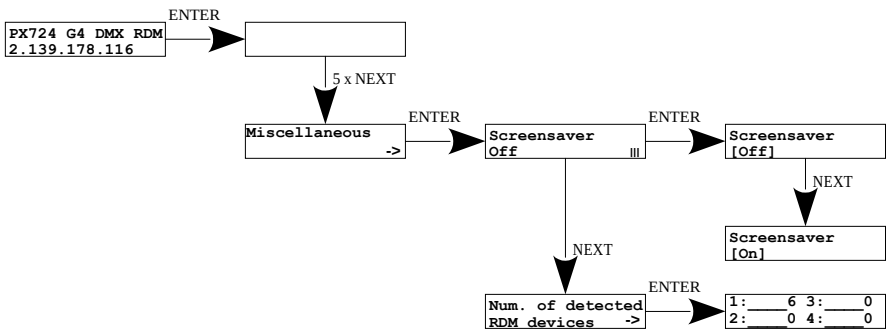 ENTER
PX724 G4 DMX RDM
2.139.178.116
5 x NEXT
ENTER
ENTER
Miscellaneous
->
Screensaver
Off III
Screensaver
[Off]
NEXT
Screensaver
[On]
NEXT
ENTER
Num. of detected
RDM devices ->
1:____6 3:____0
2:____0 4:____0